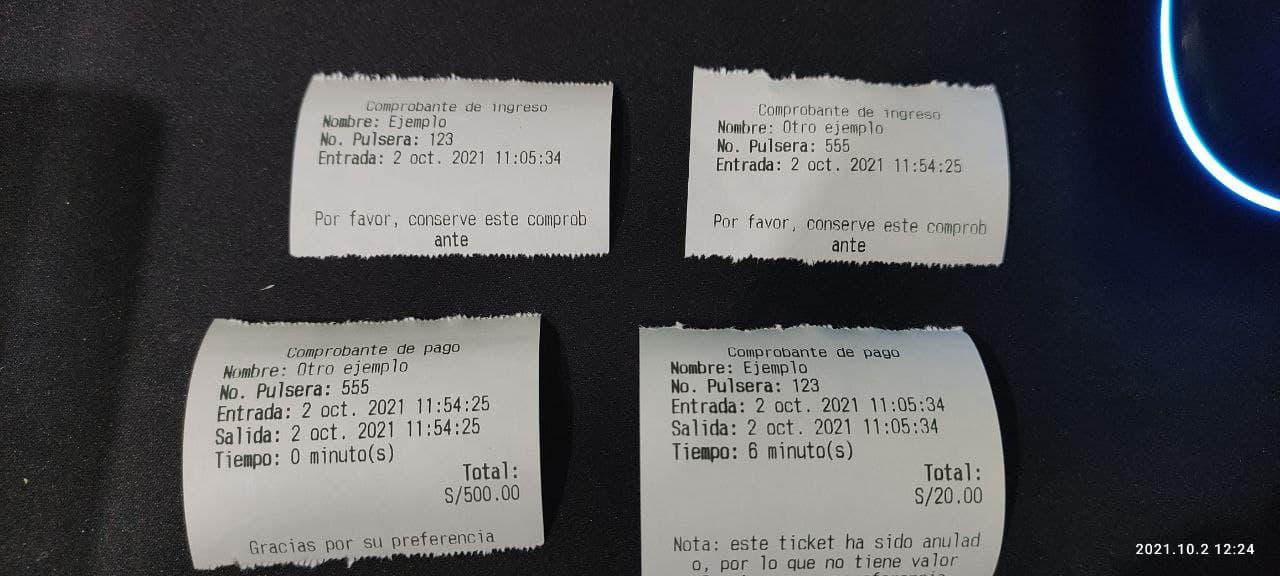 Comprobante de ingreso
Nombre: Ejemplo
No. Pulsera: 123
Entrada: 2 oct. 2021 11:05:34
Por favor, conserve este comprob
ante
Comprobante de ingreso
Nombre: Otro ejemplo
No. Pulsera: 555
Entrada: 2 oct. 2021 11:54:25
Por favor, conserve este comprob
ante
Comprobante de pago
Nombre: Otro ejemplo
No. Pulsera: 555
Entrada: 2 oct. 2021 11:54:25
Salida: 2 oct. 2021 11:54:25
Tiempo: 0 minuto(s)
Total:
S/500.00
Gracias por su preferencia
Comprobante de pago
Nombre: Ejemplo
No. Pulsera: 123
Entrada: 2 oct. 2021 11:05:34
Salida: 2 oct. 2021 11:05:34
Tiempo: 6 minuto(s)
Total:
S/20.00
Nota: este ticket ha sido anulad
o, por lo que no tiene valor
2021.10.2 12:24